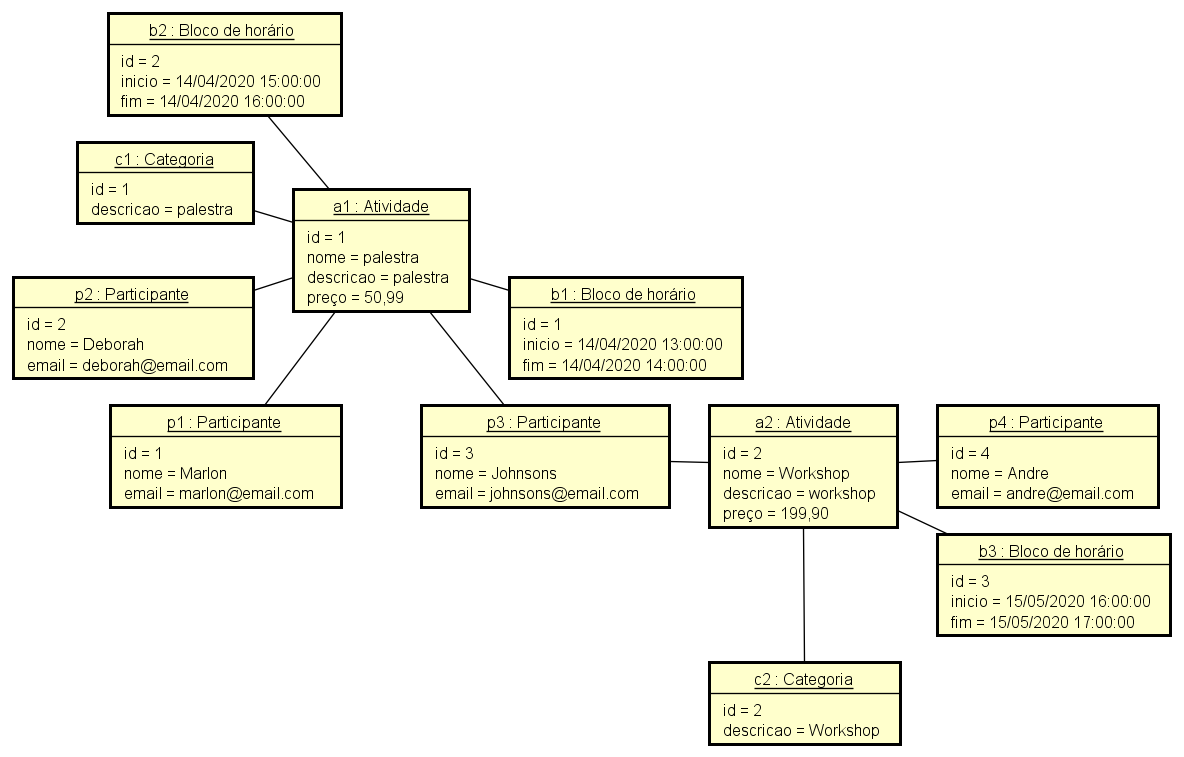 b2 : Bloco de horário
id = 2
inicio = 14/04/2020 15:00:00
fim = 14/04/2020 16:00:00
c1 : Categoria
id = 1
descricao = palestra
a1 : Atividade
id = 1
nome = palestra
descricao = palestra
preço = 50,99
p2 : Participante
id = 2
nome = Deborah
email = deborah@email.com
b1 : Bloco de horário
id = 1
inicio = 14/04/2020 13:00:00
fim = 14/04/2020 14:00:00
p1 : Participante
id = 1
nome = Marlon
email = marlon@email.com
p3 : Participante
id = 3
nome = Johnsons
email = johnsons@email.com
a2 : Atividade
id = 2
nome = Workshop
descricao = workshop
preço = 199,90
p4 : Participante
id = 4
nome = Andre
email = andre@email.com
b3 : Bloco de horário
id = 3
inicio = 15/05/2020 16:00:00
fim = 15/05/2020 17:00:00
c2 : Categoria
id = 2
descricao = Workshop